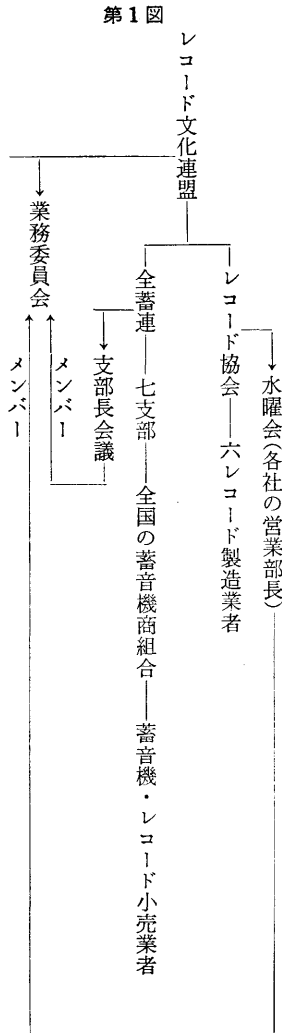 第1図
水曜会(各社の営業部長)
レコード協会——六レコード製造業者
レコード文化連盟
全蓄連——七支部——全国の蓄音機商組合——蓄音機・レコード小売業者
支部長会議
メンバー
業務委員会
メンバー